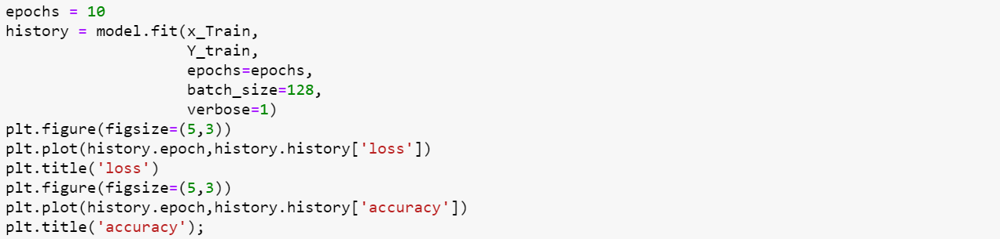 epochs = 10
history = model.fit(x_Train,
                    Y_train,
                    epochs=epochs,
                    batch_size=128,
                    verbose=1)
plt.figure(figsize=(5,3))
plt.plot(history.epoch,history.history['loss'])
plt.title('loss')
plt.figure(figsize=(5,3))
plt.plot(history.epoch,history.history['accuracy'])
plt.title('accuracy');